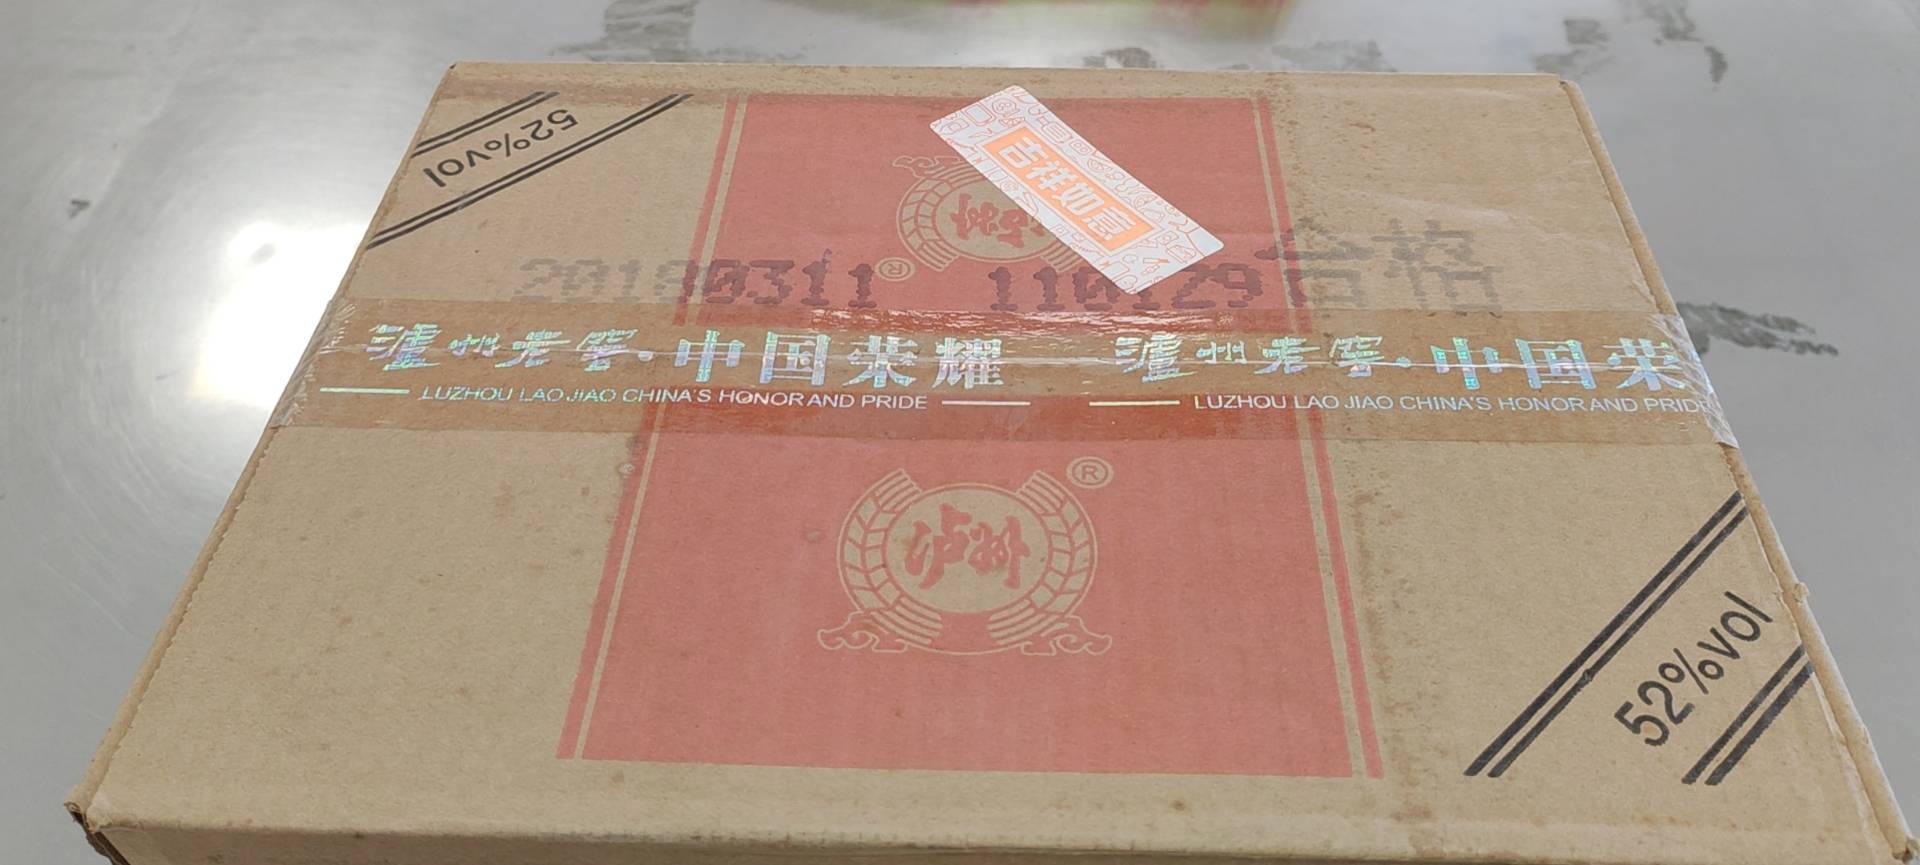 52%vol
吉祥如意
合格
20180311 110129 合格
泸州老窖·中国荣耀 泸州老窖·中国荣
LUZHOU LAO JIAO CHINA'S HONOR AND PRIDE LUZHOU LAO JIAO CHINA'S HONOR AND PRIDE
®
®
52%vol